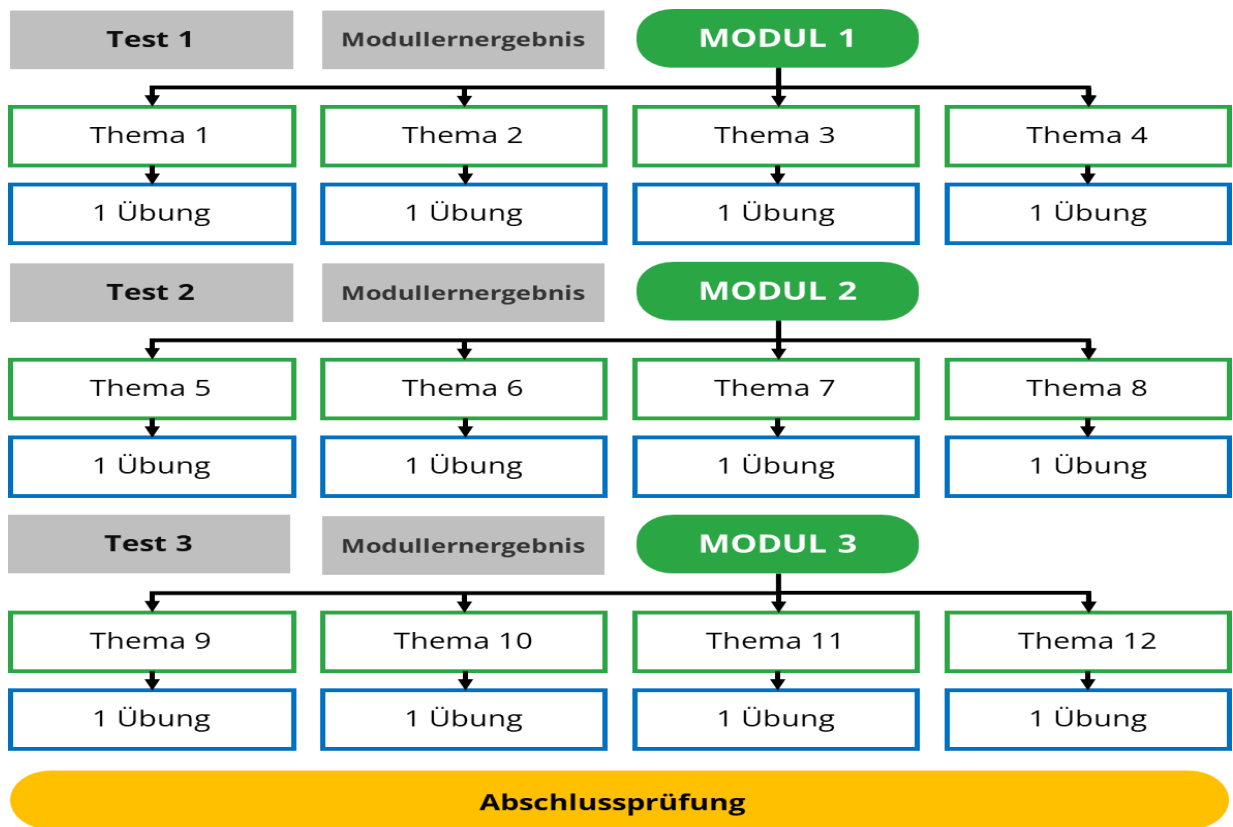 Test 1
Modullernergebnis
MODUL 1
Thema 1
Thema 2
Thema 3
Thema 4
1 Übung
1 Übung
1 Übung
1 Übung
Test 2
Modullernergebnis
MODUL 2
Thema 5
Thema 6
Thema 7
Thema 8
1 Übung
1 Übung
1 Übung
1 Übung
Test 3
Modullernergebnis
MODUL 3
Thema 9
Thema 10
Thema 11
Thema 12
1 Übung
1 Übung
1 Übung
1 Übung
Abschlussprüfung